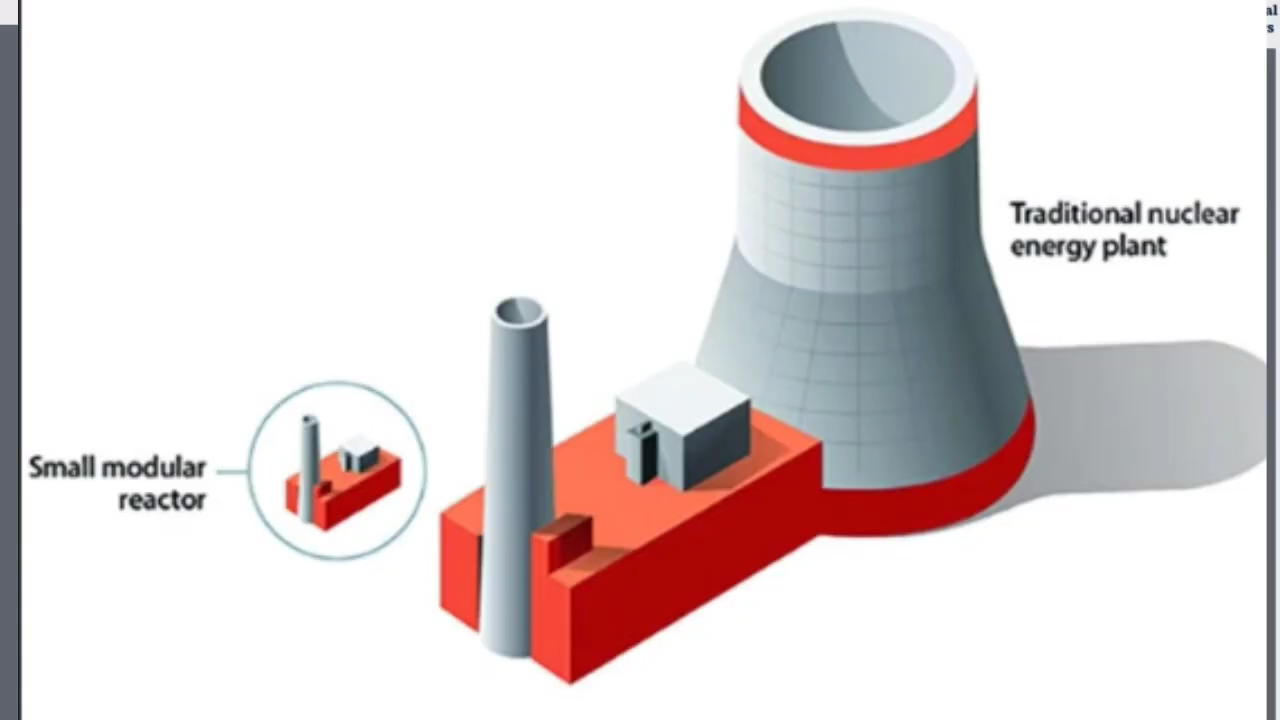 Traditional nuclear
energy plant
Small modular
reactor